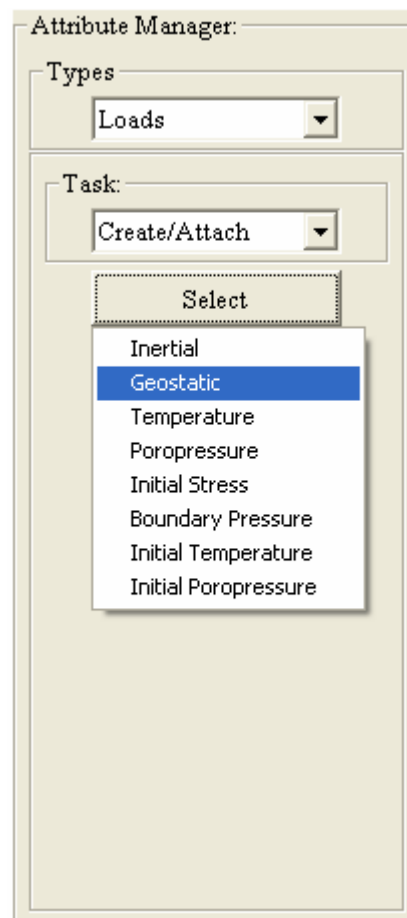 Attribute Manager:
Types
Loads
Task:
Create/Attach
Select
Inertial
Geostatic
Temperature
Poropressure
Initial Stress
Boundary Pressure
Initial Temperature
Initial Poropressure